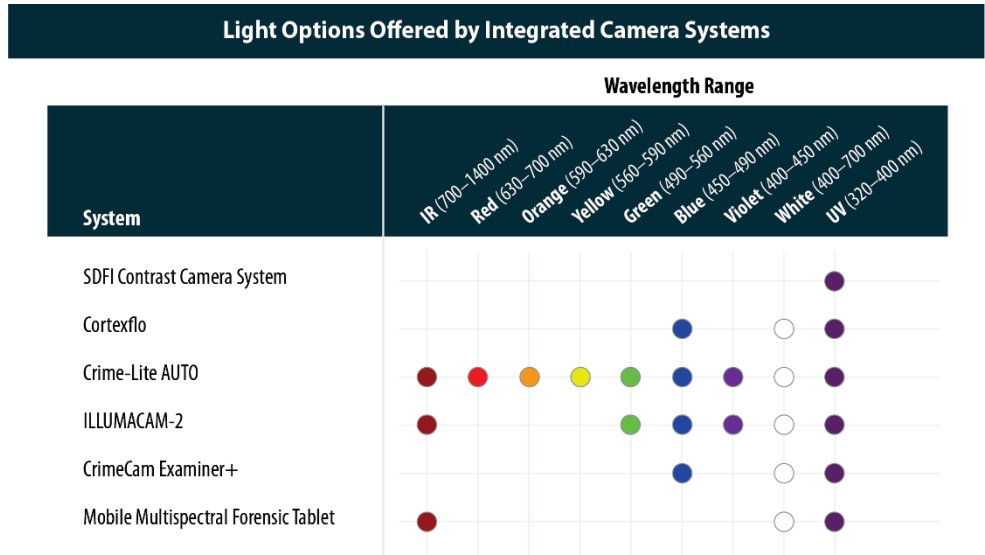 Light Options Offered by Integrated Camera Systems
Wavelength Range
System
IR (700–1400 nm)
Red (630–700 nm)
Orange (590–630 nm)
Yellow (560–590 nm)
Green (490–560 nm)
Blue (450–490 nm)
Violet (400–450 nm)
White (400–700 nm)
UV (320–400 nm)
SDFI Contrast Camera System
Cortexflo
Crime-Lite AUTO
ILLUMACAM-2
CrimeCam Examiner+
Mobile Multispectral Forensic Tablet